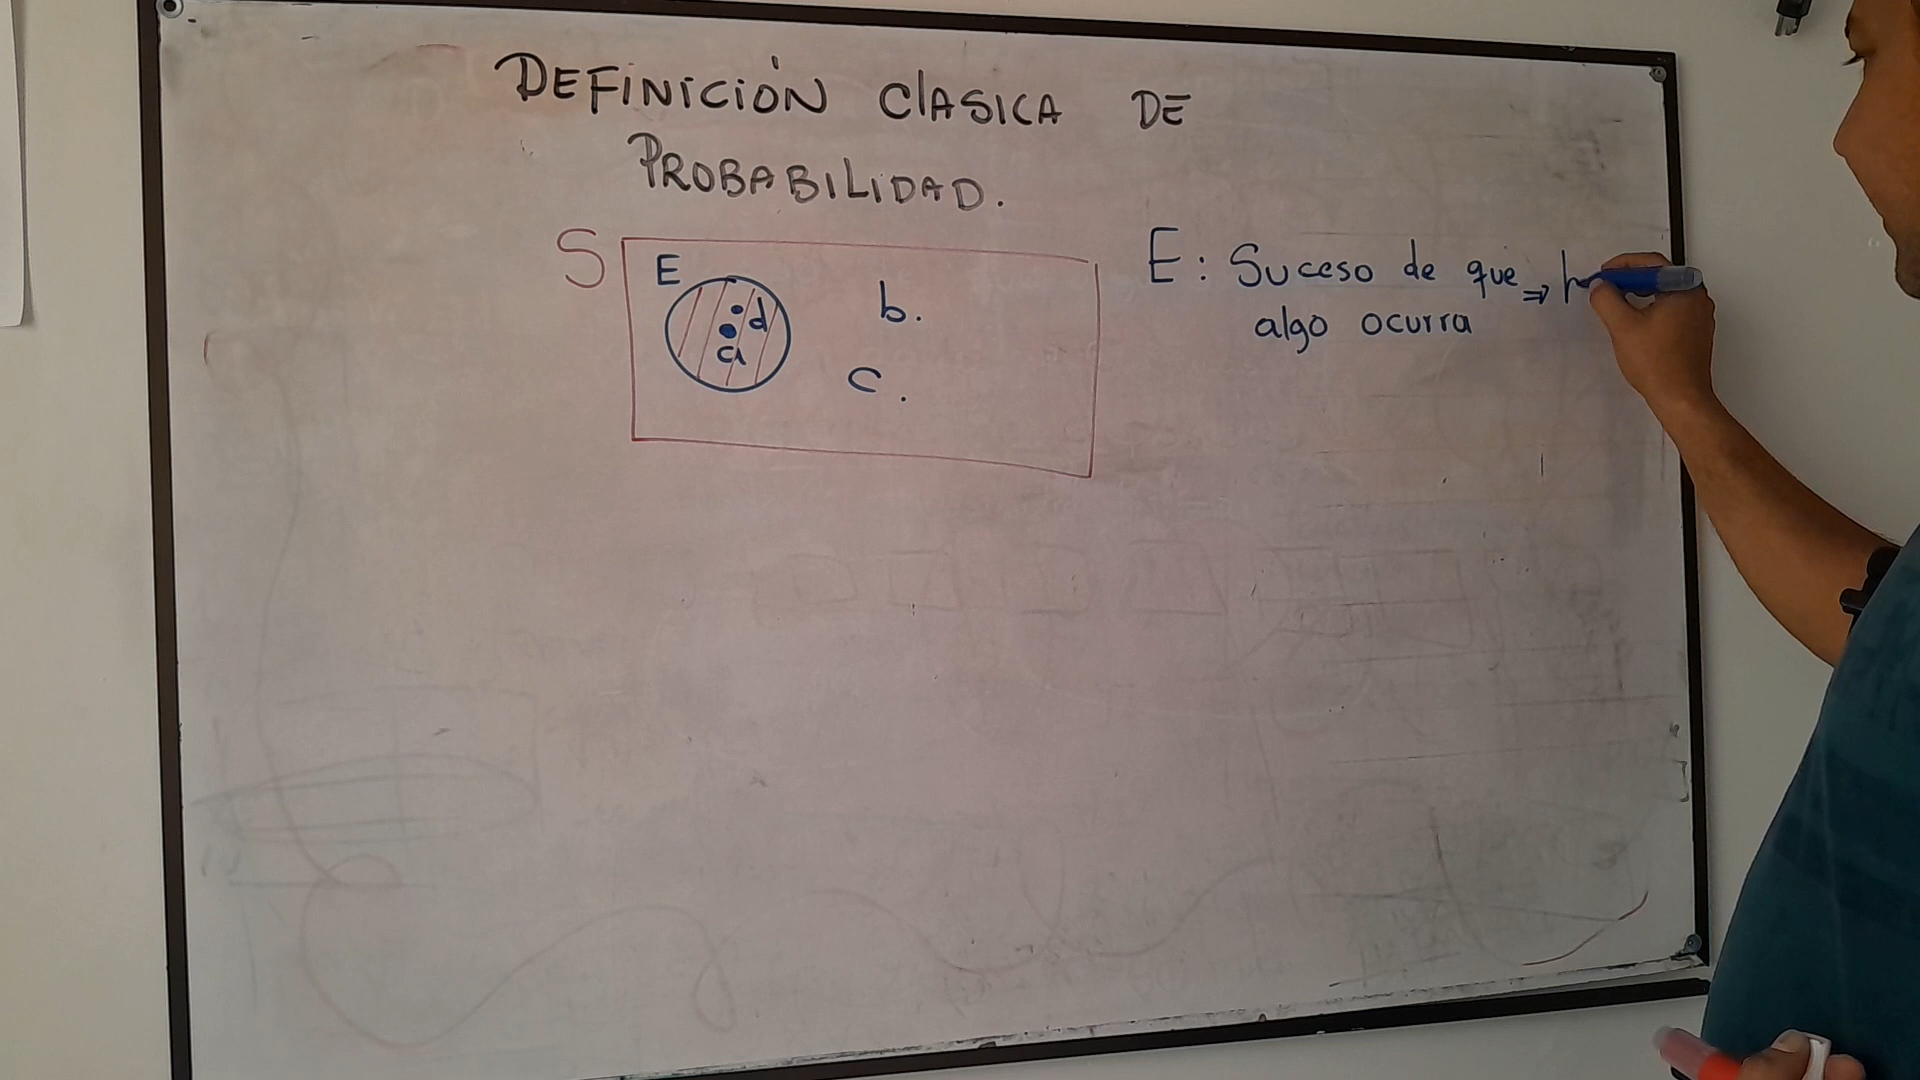 DEFINICIÓN ClASICA DE
PROBABILIDAD.
S
E
d
a
b.
c.
E: Suceso de que ⇒
algo ocurra